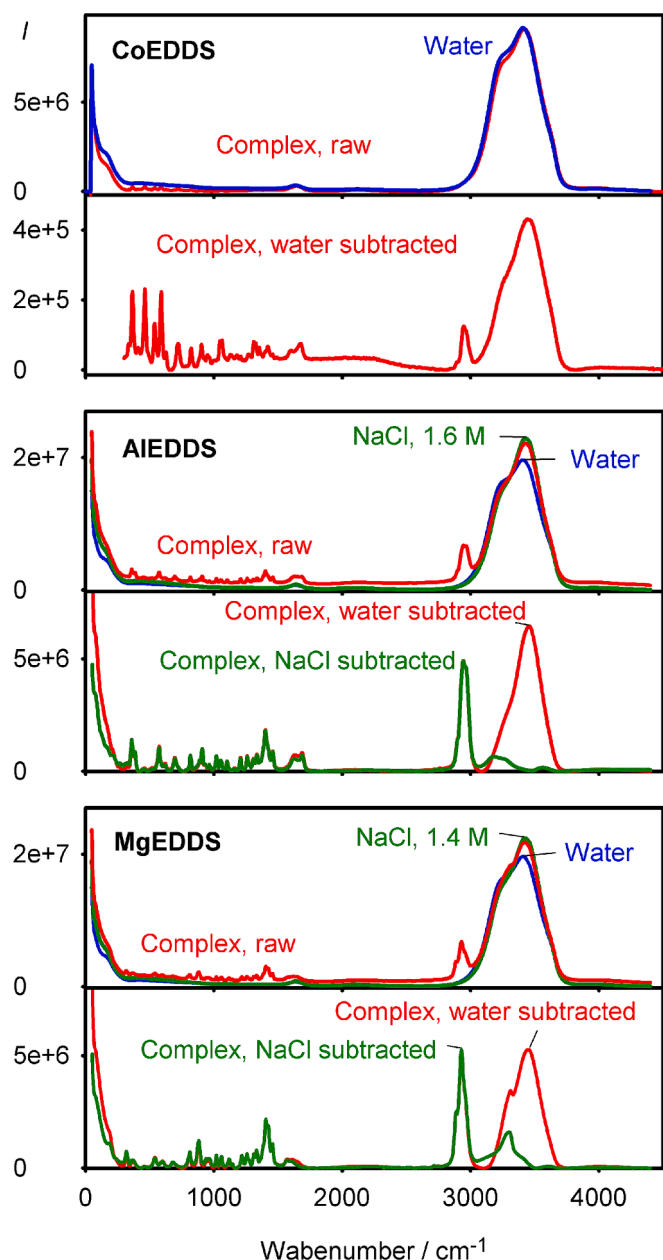 I
CoEDDS
Water
5e+6
Complex, raw
0
4e+5
Complex, water subtracted
2e+5
0
NaCl, 1.6 M
2e+7
AlEDDS
Water
Complex, raw
0
Complex, water subtracted
5e+6
Complex, NaCl subtracted
0
NaCl, 1.4 M
2e+7
MgEDDS
Water
Complex, raw
0
Complex, water subtracted
5e+6
Complex, NaCl subtracted
0
0 1000 2000 3000 4000
Wabenumber / cm⁻¹